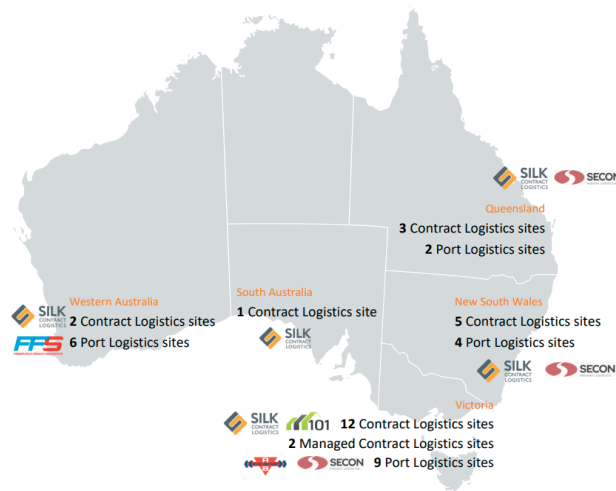 SILK
CONTRACT
LOGISTICS
SECON
Queensland
3 Contract Logistics sites
2 Port Logistics sites
Western Australia
SILK
CONTRACT
LOGISTICS
2 Contract Logistics sites
FFS
6 Port Logistics sites
South Australia
1 Contract Logistics site
SILK
CONTRACT
LOGISTICS
New South Wales
5 Contract Logistics sites
4 Port Logistics sites
SILK
CONTRACT
LOGISTICS
SECON
Victoria
SILK
CONTRACT
LOGISTICS
101
12 Contract Logistics sites
2 Managed Contract Logistics sites
SECON
9 Port Logistics sites